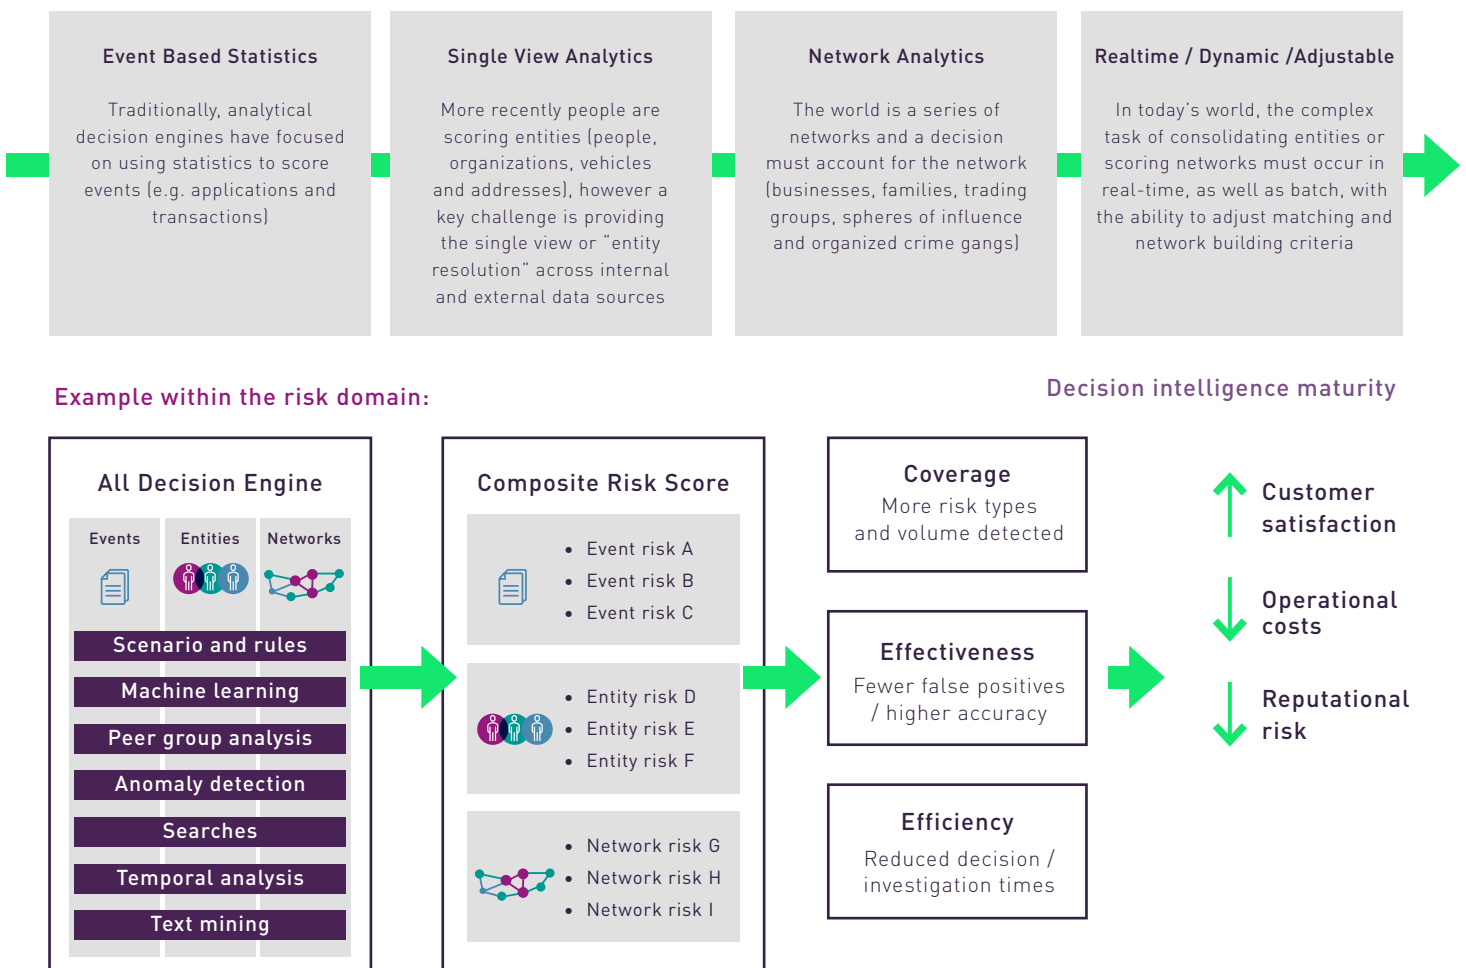 Event Based Statistics
Traditionally, analytical
decision engines have focused
on using statistics to score
events (e.g. applications and
transactions)
Single View Analytics
More recently people are
scoring entities (people,
organizations, vehicles
and addresses), however a
key challenge is providing
the single view or “entity
resolution” across internal
and external data sources
Network Analytics
The world is a series of
networks and a decision
must account for the network
(businesses, families, trading
groups, spheres of influence
and organized crime gangs)
Realtime / Dynamic /Adjustable
In today’s world, the complex
task of consolidating entities or
scoring networks must occur in
real-time, as well as batch, with
the ability to adjust matching and
network building criteria
Example within the risk domain:
Decision intelligence maturity
All Decision Engine
Events
Entities
Networks
Scenario and rules
Machine learning
Peer group analysis
Anomaly detection
Searches
Temporal analysis
Text mining
Composite Risk Score
• Event risk A
• Event risk B
• Event risk C
• Entity risk D
• Entity risk E
• Entity risk F
• Network risk G
• Network risk H
• Network risk I
Coverage
More risk types
and volume detected
Effectiveness
Fewer false positives
/ higher accuracy
Efficiency
Reduced decision /
investigation times
Customer
satisfaction
Operational
costs
Reputational
risk